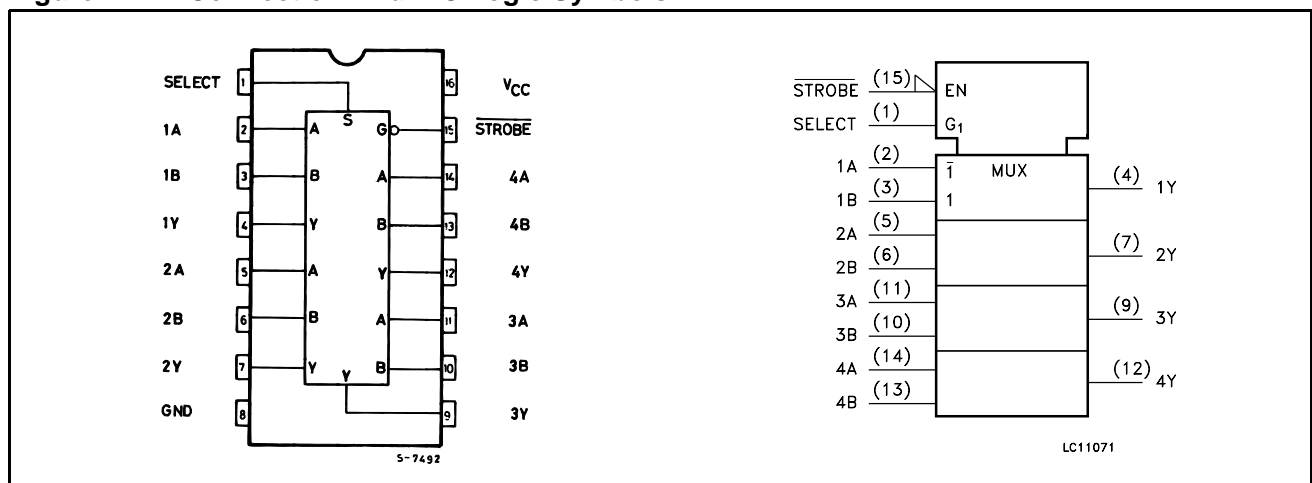 SELECT 1 S 16 VCC
1A 2 A G 15 STROBE
1B 3 B A 14 4A
1Y 4 Y B 13 4B
2A 5 A Y 12 4Y
2B 6 B A 11 3A
2Y 7 Y Y B 10 3B
GND 8 9 3Y
S-7492
STROBE (15) EN
SELECT (1) G1
1A (2) 1̅ MUX
(4) 1Y
1B (3) 1
2A (5)
(7) 2Y
2B (6)
3A (11)
(9) 3Y
3B (10)
4A (14)
(12) 4Y
4B (13)
LC11071